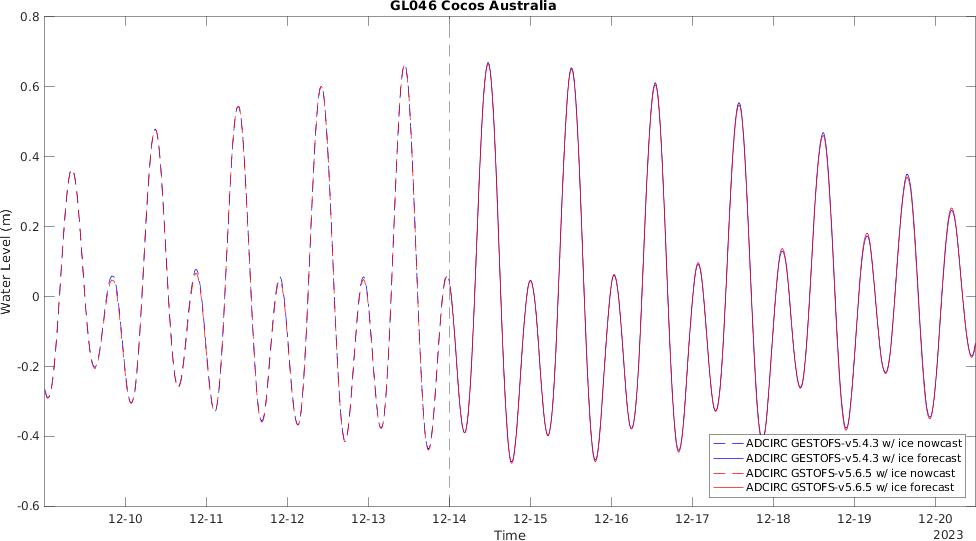 GL046 Cocos Australia
Water Level (m)
0.8
0.6
0.4
0.2
0
-0.2
-0.4
-0.6
12-10 12-11 12-12 12-13 12-14 12-15 12-16 12-17 12-18 12-19 12-20
Time
2023
ADCIRC GESTOFS-v5.4.3 w/ ice nowcast
ADCIRC GESTOFS-v5.4.3 w/ ice forecast
ADCIRC GSTOFS-v5.6.5 w/ ice nowcast
ADCIRC GSTOFS-v5.6.5 w/ ice forecast